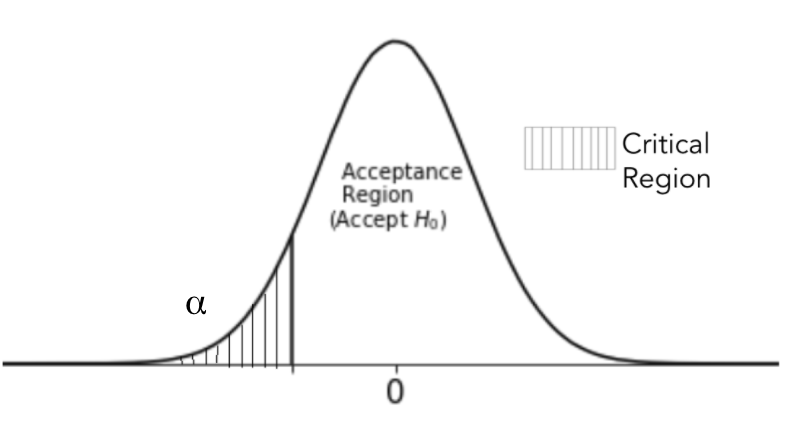 Acceptance
Region
(Accept H₀)
Critical
Region
α
0